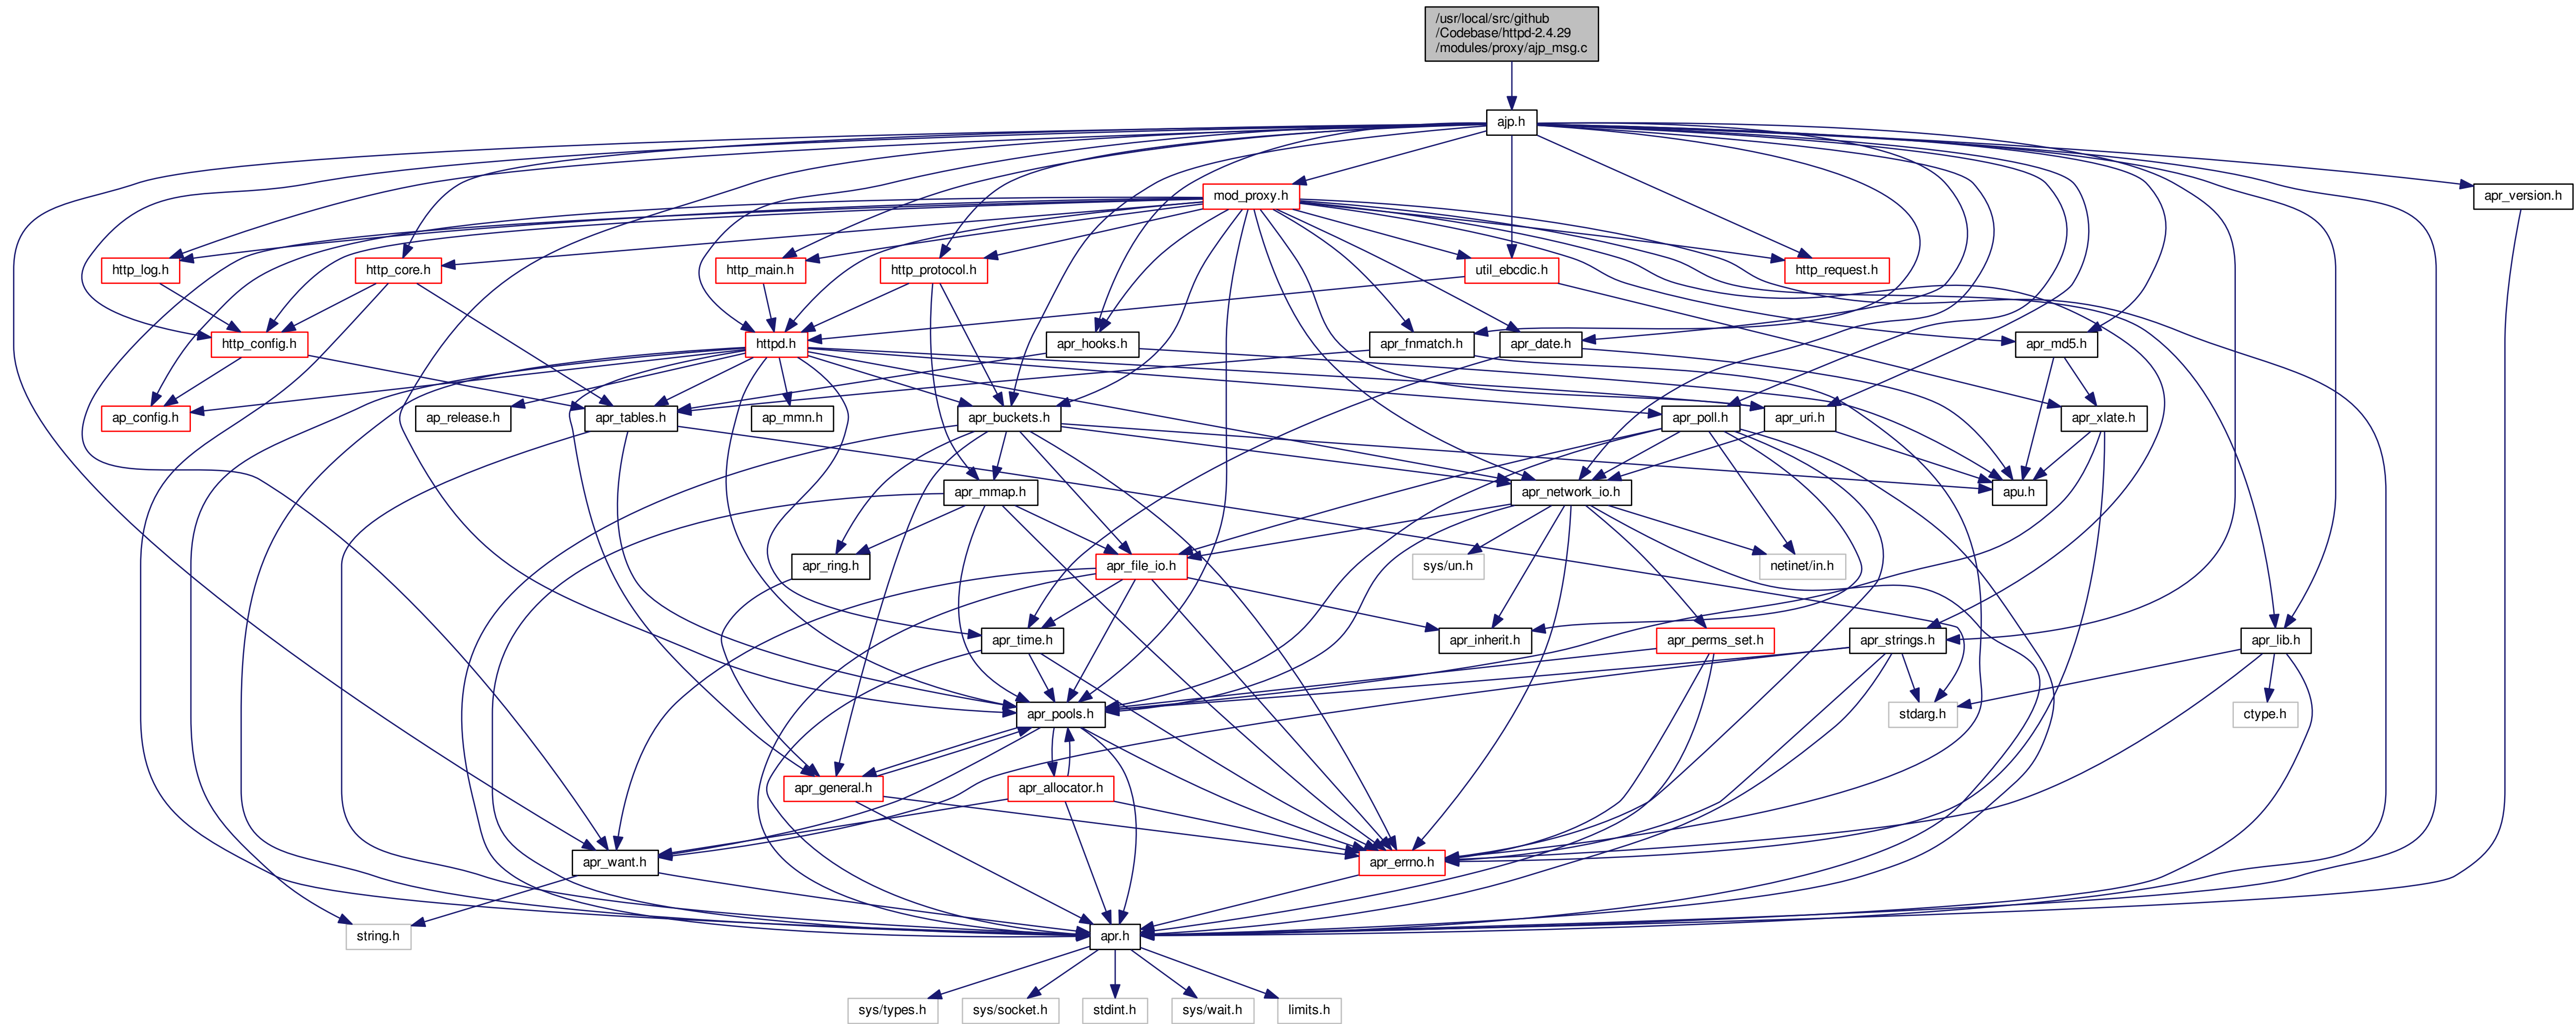 /usr/local/src/github
/Codebase/httpd-2.4.29
/modules/proxy/ajp_msg.c
ajp.h
mod_proxy.h
apr_version.h
http_log.h
http_core.h
http_main.h
http_protocol.h
util_ebcdic.h
http_request.h
http_config.h
httpd.h
apr_hooks.h
apr_fnmatch.h
apr_date.h
apr_md5.h
ap_config.h
ap_release.h
apr_tables.h
ap_mmn.h
apr_buckets.h
apr_poll.h
apr_uri.h
apr_xlate.h
apr_mmap.h
apr_network_io.h
apu.h
apr_ring.h
apr_file_io.h
sys/un.h
netinet/in.h
apr_time.h
apr_inherit.h
apr_perms_set.h
apr_strings.h
apr_lib.h
apr_pools.h
stdarg.h
ctype.h
apr_general.h
apr_allocator.h
apr_want.h
apr_errno.h
string.h
apr.h
sys/types.h
sys/socket.h
stdint.h
sys/wait.h
limits.h